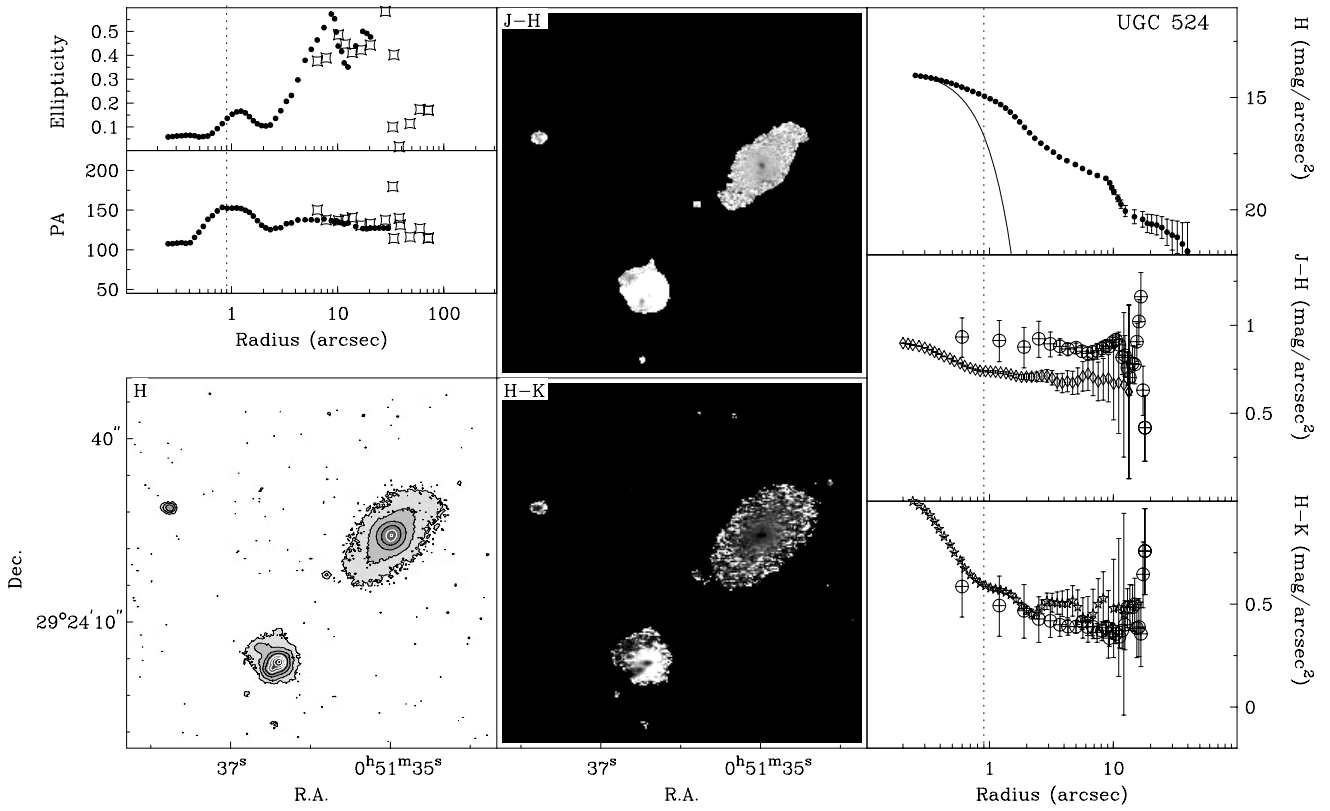 Ellipticity
0.5
0.4
0.3
0.2
0.1
PA
200
150
100
50
1
10
100
Radius (arcsec)
J-H
UGC 524
H (mag/arcsec²)
15
20
J-H (mag/arcsec²)
1
0.5
H-K (mag/arcsec²)
0.5
0
1
10
Radius (arcsec)
H
Dec.
40"
29°24'10"
37ˢ
0ʰ51ᵐ35ˢ
R.A.
H-K
37ˢ
0ʰ51ᵐ35ˢ
R.A.